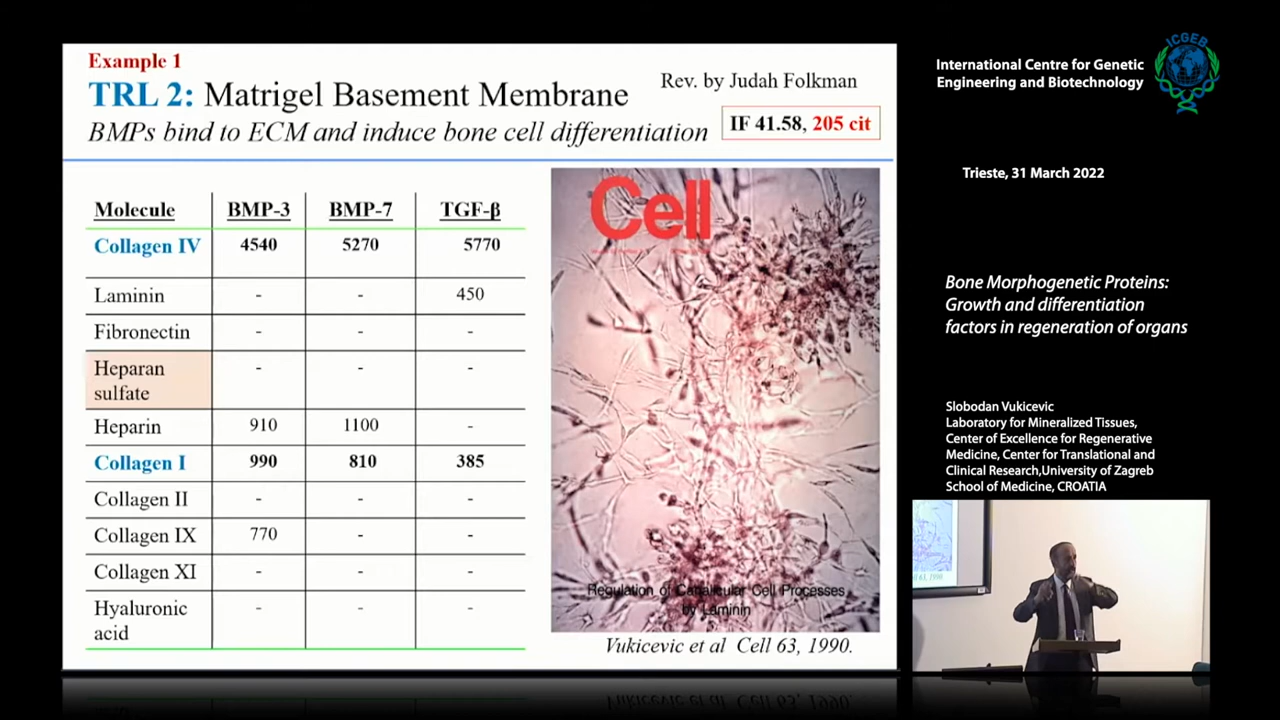 Example 1
TRL 2: Matrigel Basement Membrane
Rev. by Judah Folkman
BMPs bind to ECM and induce bone cell differentiation
IF 41.58, 205 cit
Molecule BMP-3 BMP-7 TGF-β
Collagen IV 4540 5270 5770
Laminin - - 450
Fibronectin - - -
Heparan
sulfate - - -
Heparin 910 1100 -
Collagen I 990 810 385
Collagen II - - -
Collagen IX 770 - -
Collagen XI - - -
Hyaluronic
acid - - -
Cell
Regulation of Canalicular Cell Processes
by Laminin
Vukicevic et al Cell 63, 1990.
International Centre for Genetic
Engineering and Biotechnology
ICGEB
Trieste, 31 March 2022
Bone Morphogenetic Proteins:
Growth and differentiation
factors in regeneration of organs
Slobodan Vukicevic
Laboratory for Mineralized Tissues,
Center of Excellence for Regenerative
Medicine, Center for Translational and
Clinical Research,University of Zagreb
School of Medicine, CROATIA